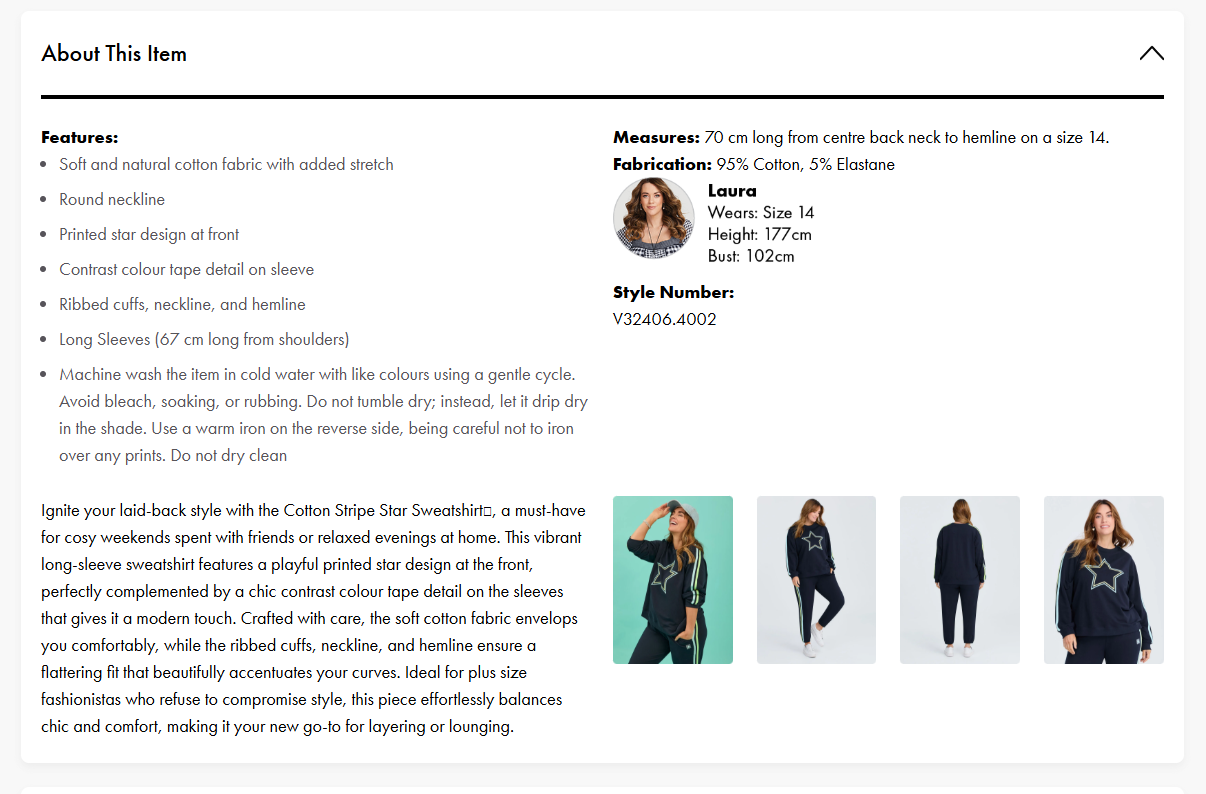 About This Item
Features:
Soft and natural cotton fabric with added stretch
Round neckline
Printed star design at front
Contrast colour tape detail on sleeve
Ribbed cuffs, neckline, and hemline
Long Sleeves (67 cm long from shoulders)
Machine wash the item in cold water with like colours using a gentle cycle.
Avoid bleach, soaking, or rubbing. Do not tumble dry; instead, let it drip dry
in the shade. Use a warm iron on the reverse side, being careful not to iron
over any prints. Do not dry clean
Measures: 70 cm long from centre back neck to hemline on a size 14.
Fabrication: 95% Cotton, 5% Elastane
Laura
Wears: Size 14
Height: 177cm
Bust: 102cm
Style Number:
V32406.4002
Ignite your laid-back style with the Cotton Stripe Star Sweatshirt▯, a must-have
for cosy weekends spent with friends or relaxed evenings at home. This vibrant
long-sleeve sweatshirt features a playful printed star design at the front,
perfectly complemented by a chic contrast colour tape detail on the sleeves
that gives it a modern touch. Crafted with care, the soft cotton fabric envelops
you comfortably, while the ribbed cuffs, neckline, and hemline ensure a
flattering fit that beautifully accentuates your curves. Ideal for plus size
fashionistas who refuse to compromise style, this piece effortlessly balances
chic and comfort, making it your new go-to for layering or lounging.